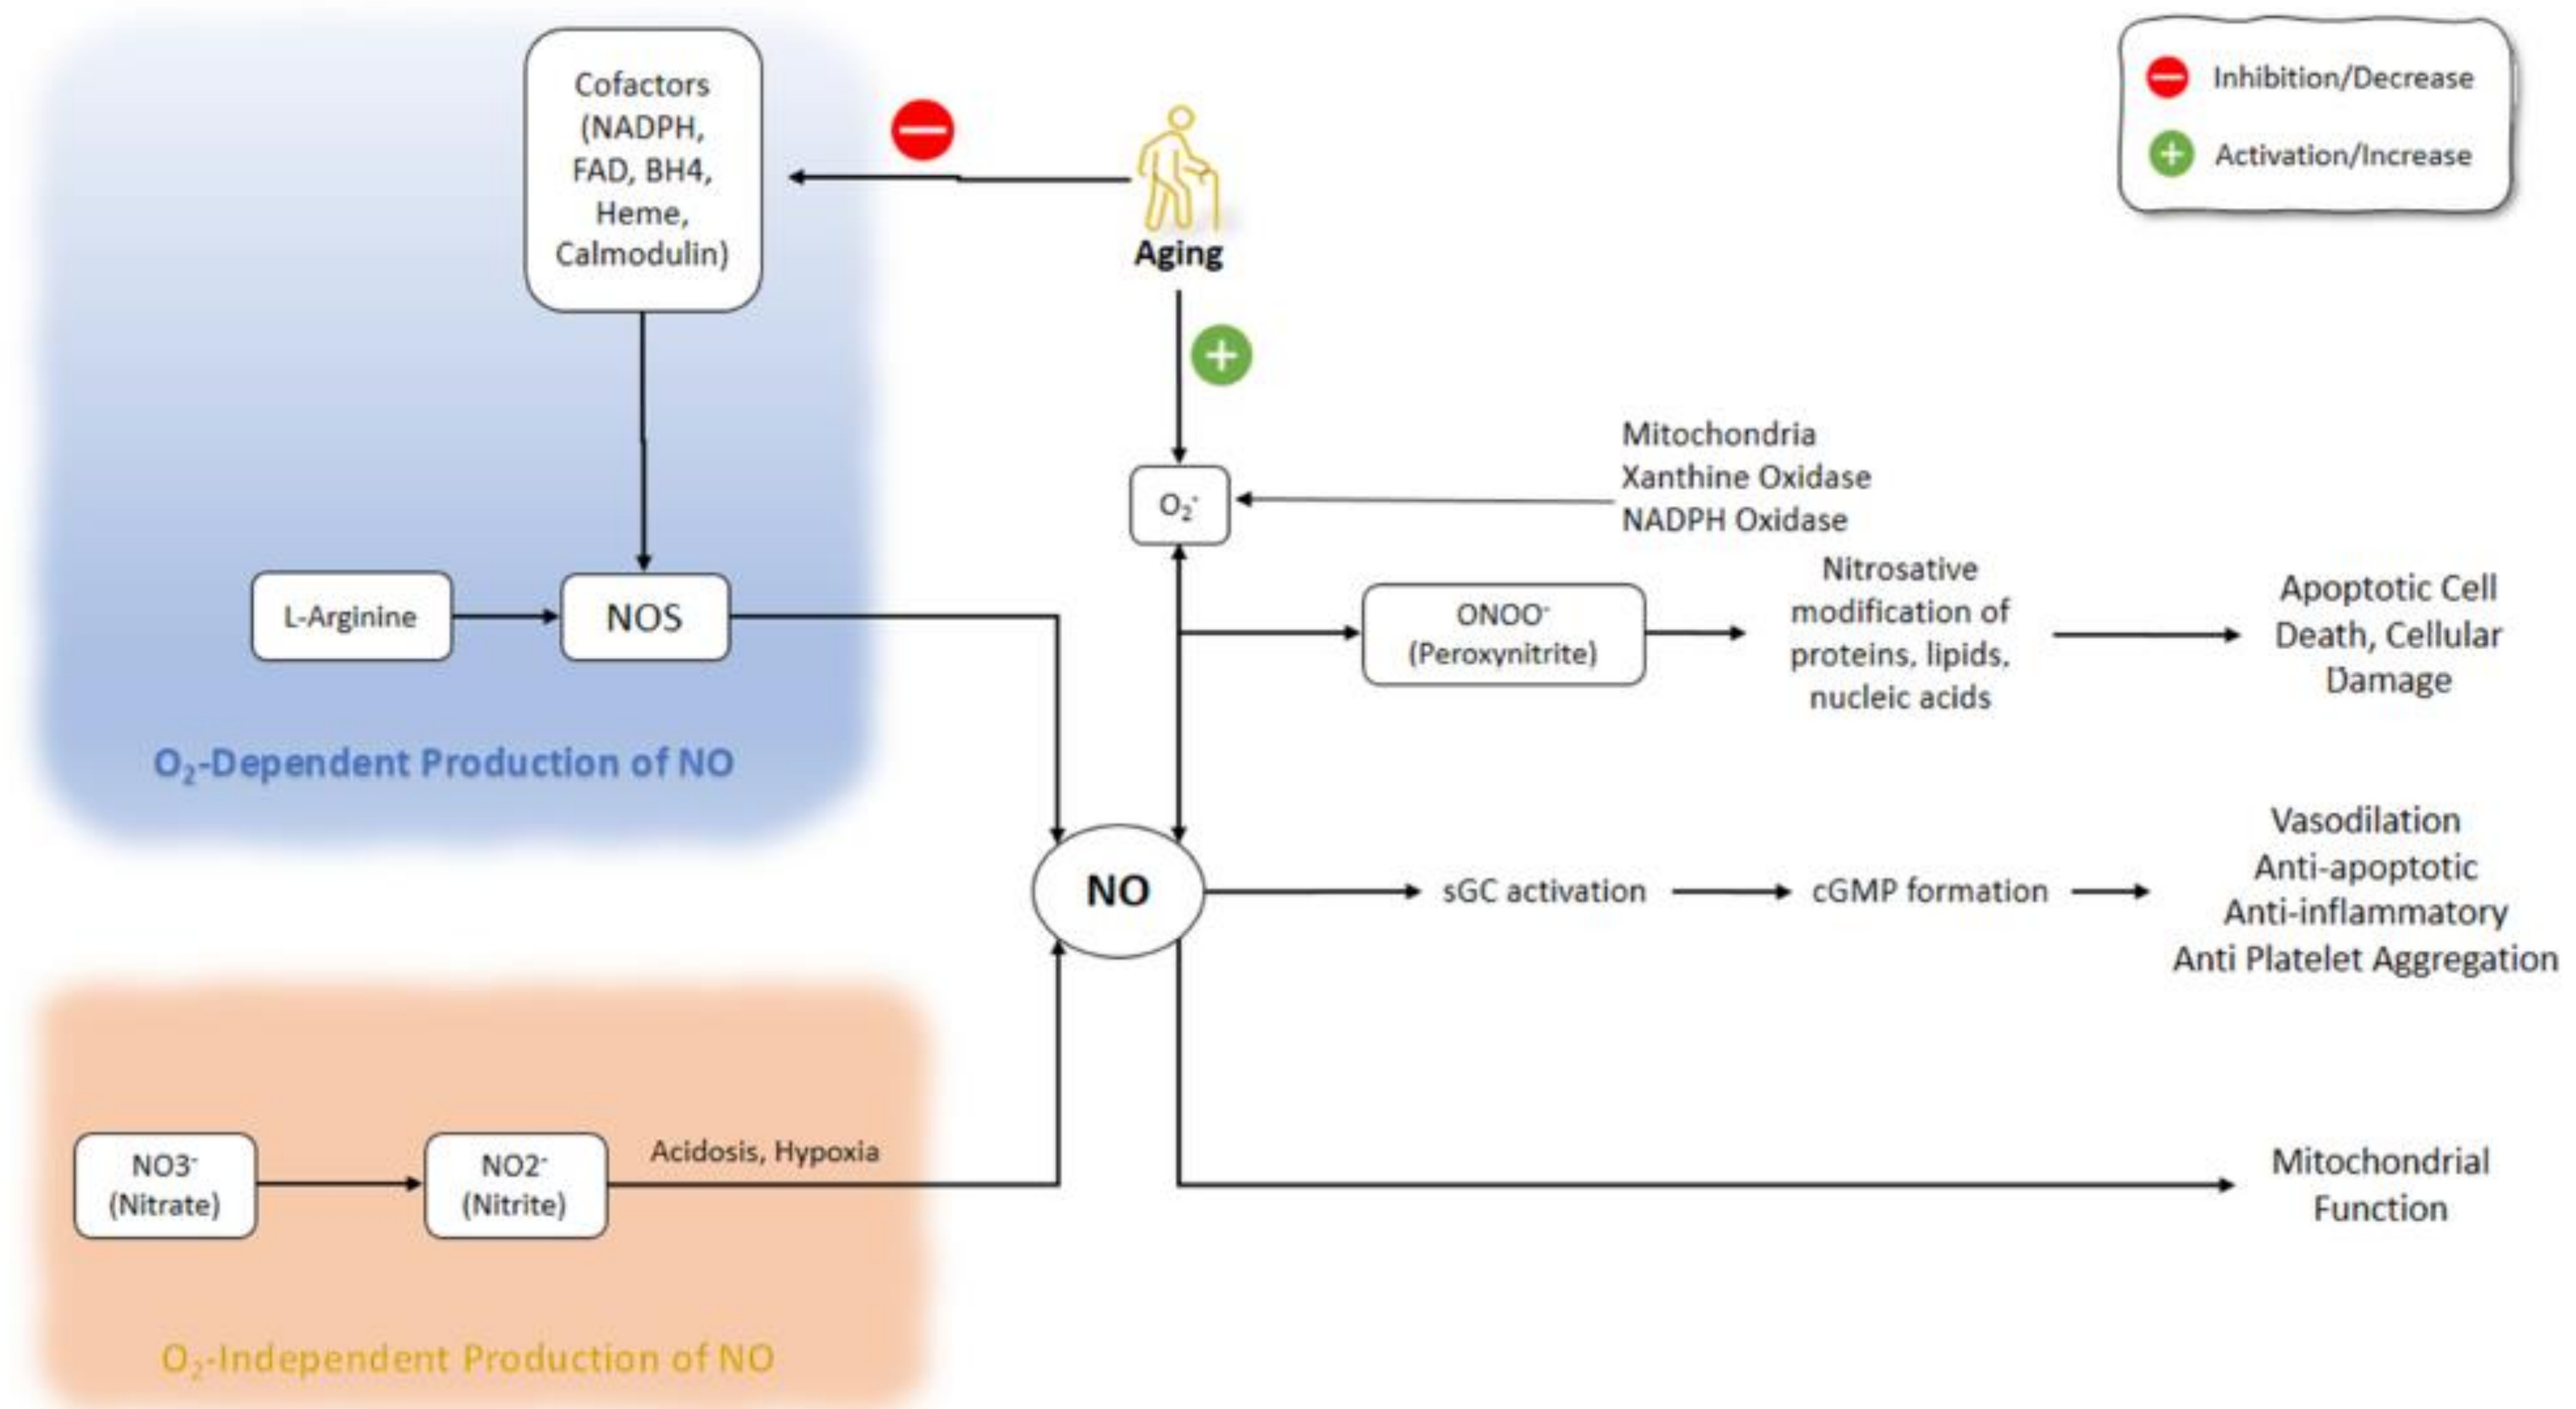 Cofactors
(NADPH,
FAD, BH4,
Heme,
Calmodulin)
Aging
Inhibition/Decrease
Activation/Increase
O₂⁻
Mitochondria
Xanthine Oxidase
NADPH Oxidase
L-Arginine
NOS
ONOO⁻
(Peroxynitrite)
Nitrosative
modification of
proteins, lipids,
nucleic acids
Apoptotic Cell
Death, Cellular
Damage
O₂-Dependent Production of NO
NO
sGC activation
cGMP formation
Vasodilation
Anti-apoptotic
Anti-inflammatory
Anti Platelet Aggregation
NO3⁻
(Nitrate)
NO2⁻
(Nitrite)
Acidosis, Hypoxia
Mitochondrial
Function
O₂-Independent Production of NO